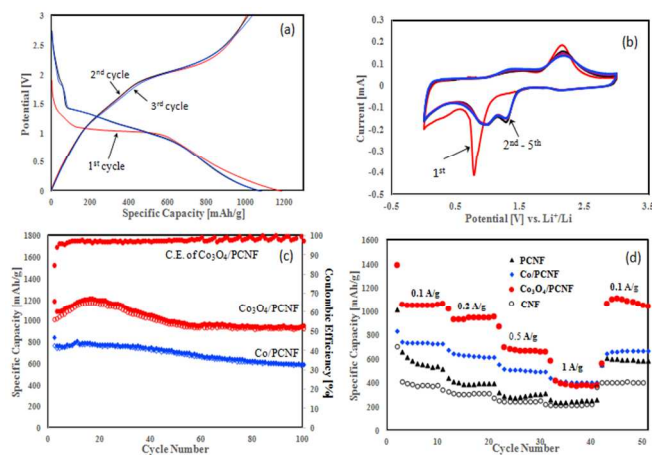 (a)
Potential [V]
3
2
1
0
2nd cycle
3rd cycle
1st cycle
0 200 400 600 800 1000 1200
Specific Capacity [mAh/g]
(b)
Current [mA]
0.4
0.3
0.2
0.1
0
-0.1
-0.2
-0.3
-0.4
-0.5
1st
2nd - 5th
-0.5 0.5 1.5 2.5 3.5
Potential [V] vs. Li+/Li
(c)
Specific Capacity [mAh/g]
1800
1600
1400
1200
1000
800
600
400
200
0
C.E. of Co3O4/PCNF
Co3O4/PCNF
Co/PCNF
100
90
80
70
60
50
40
30
20
10
0
Coulombic Efficiency [%]
0 20 40 60 80 100
Cycle Number
(d)
Specific Capacity [mAh/g]
1600
1400
1200
1000
800
600
400
200
0
PCNF
Co/PCNF
Co3O4/PCNF
CNF
0.1 A/g
0.2 A/g
0.5 A/g
1 A/g
0.1 A/g
0 10 20 30 40 50
Cycle Number